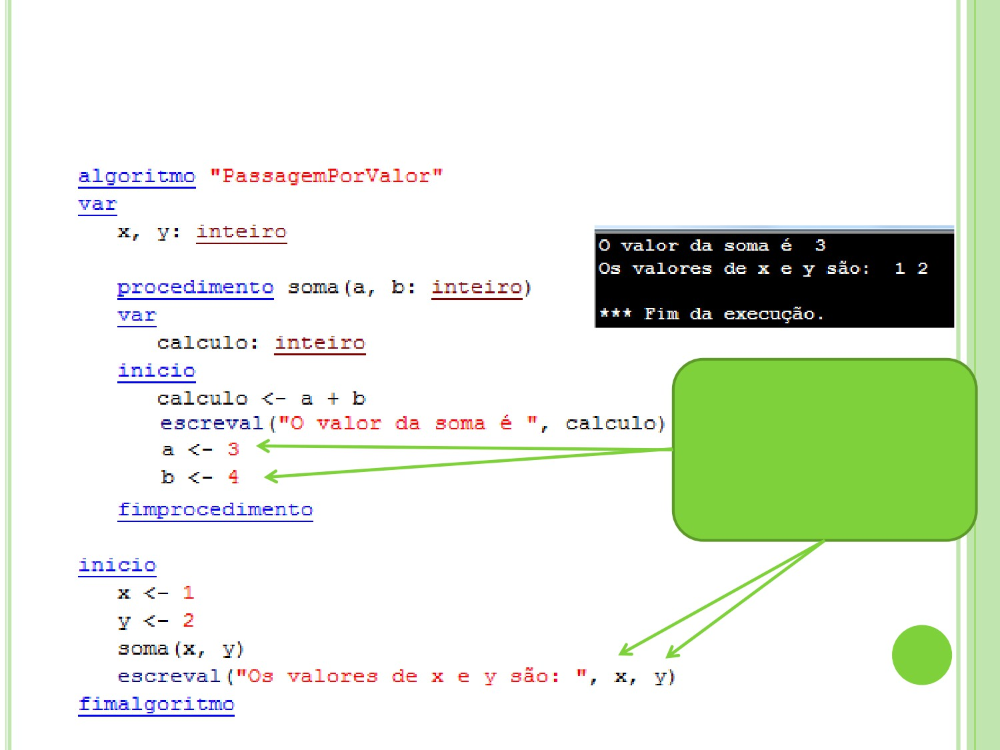 algoritmo "PassagemPorValor"
var
x, y: inteiro
procedimento soma(a, b: inteiro)
var
calculo: inteiro
inicio
calculo <- a + b
escreval("O valor da soma é ", calculo)
a <- 3
b <- 4
fimprocedimento
inicio
x <- 1
y <- 2
soma(x, y)
escreval("Os valores de x e y são: ", x, y)
fimalgoritmo
O valor da soma é  3
Os valores de x e y são:  1 2
*** Fim da execução.